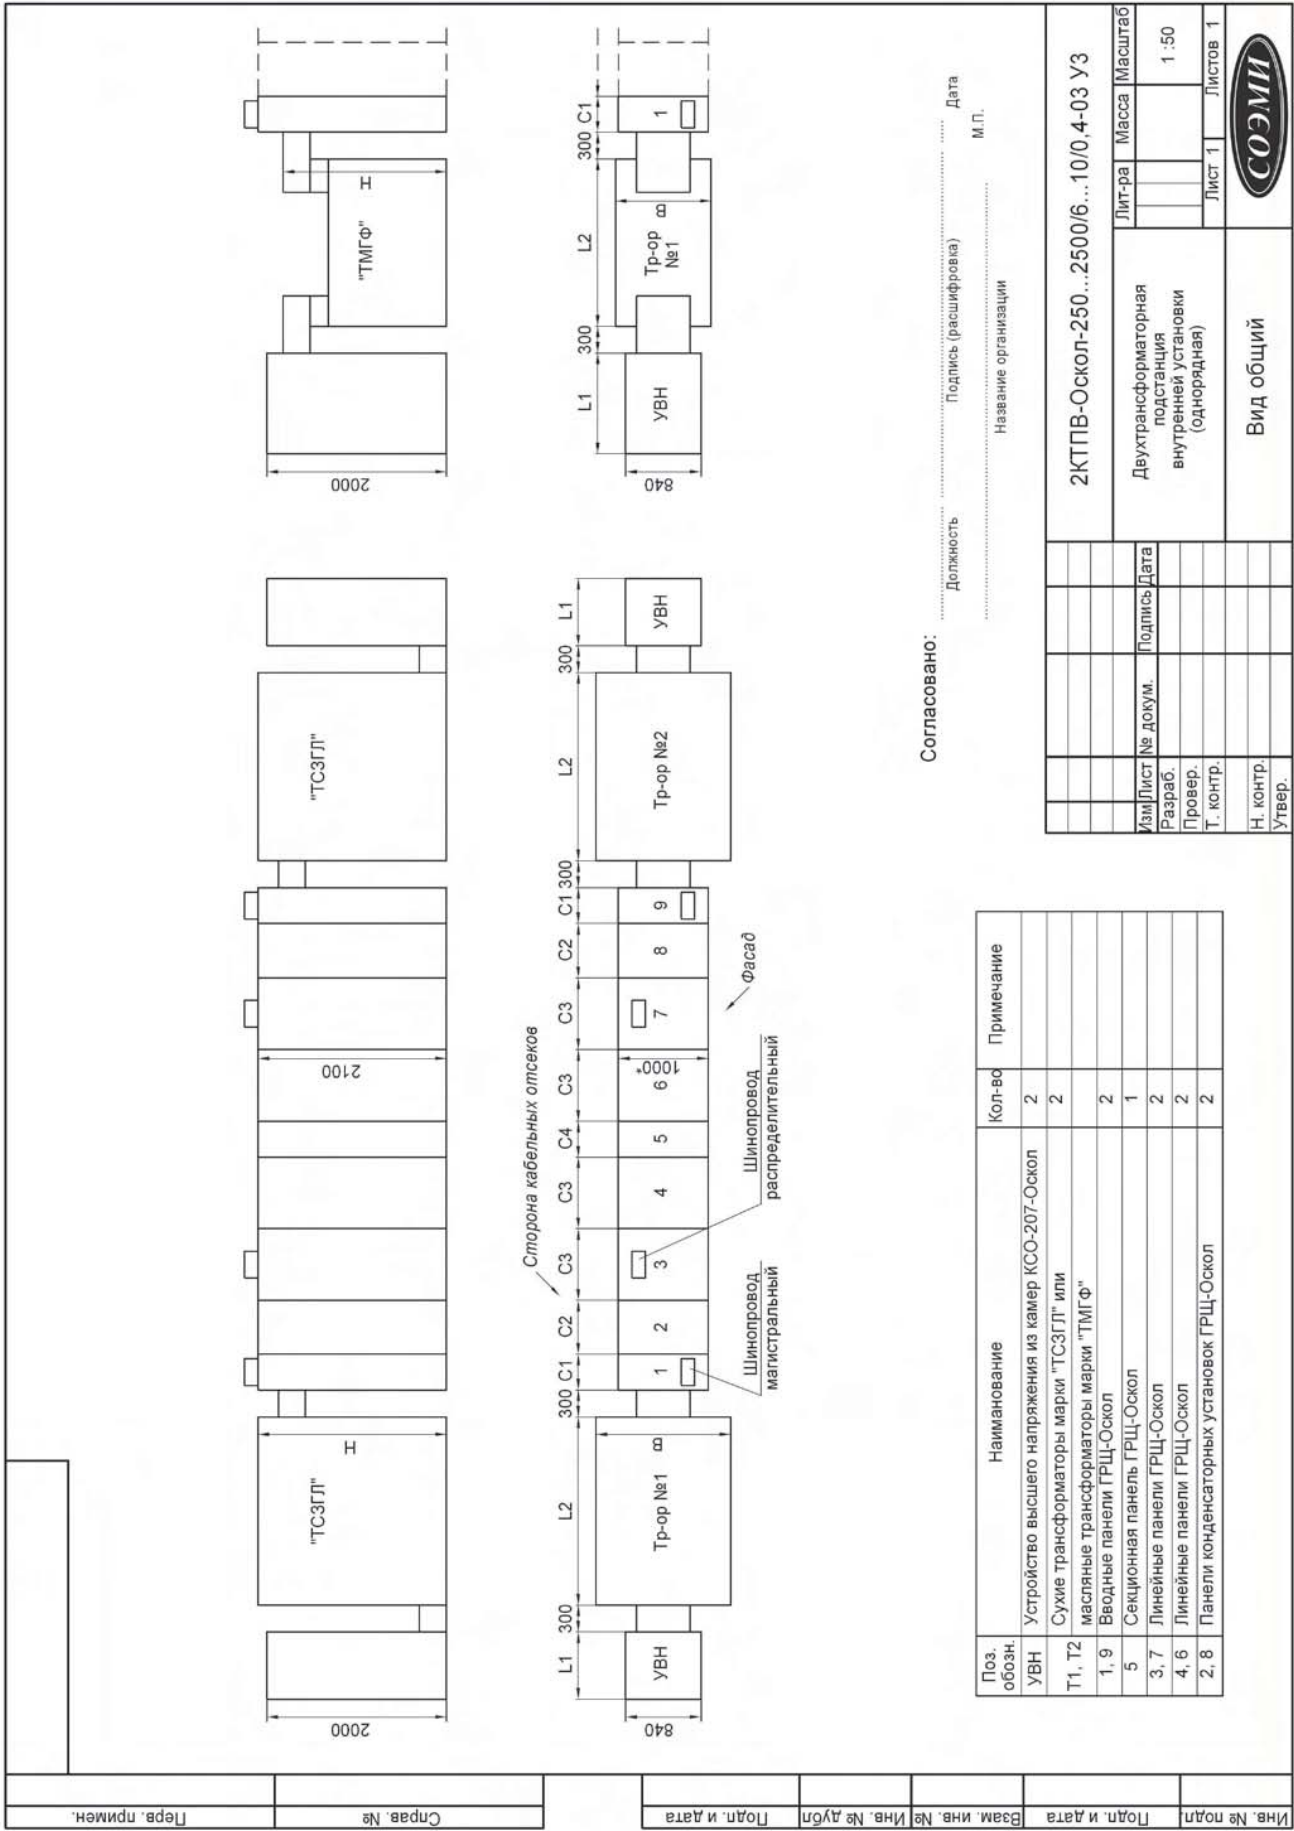 "ТСЗГЛ"
"ТСЗГЛ"
"ТМГФ"
2000
H
2100
2000
H
L1
300
L2
300
C1
C2
C3
C3
C4
C3
C3
C2
C1
300
L2
300
L1
L1
300
L2
300
C1
Сторона кабельных отсеков
840
УВН
Тр-ор №1
B
1
2
3
4
5
6
1000*
7
8
9
Тр-ор №2
УВН
840
УВН
Тр-ор
№1
B
1
Шинопровод
магистральный
Шинопровод
распределительный
Фасад
Согласовано:
Должность
Подпись (расшифровка)
Дата
Название организации
М.П.
Поз.
обозн.
Наиманование
Кол-во
Примечание
УВН Устройство высшего напряжения из камер КСО-207-Оскол 2
Т1, Т2 Сухие трансформаторы марки "ТСЗГЛ" или 2
масляные трансформаторы марки "ТМГФ"
1, 9 Вводные панели ГРЩ-Оскол 2
5 Секционная панель ГРЩ-Оскол 1
3, 7 Линейные панели ГРЩ-Оскол 2
4, 6 Линейные панели ГРЩ-Оскол 2
2, 8 Панели конденсаторных установок ГРЩ-Оскол 2
2КТПВ-Оскол-250...2500/6...10/0,4-03 У3
Изм Лист № докум. Подпись Дата
Разраб.
Провер.
Т. контр.
Н. контр.
Утвер.
Двухтрансформаторная
подстанция
внутренней установки
(однорядная)
Лит-ра Масса Масштаб
1 :50
Лист 1 Листов 1
Вид общий
СОЭМИ
Перв. примен.
Справ. №
Подп. и дата
Инв. № дубл
Взам. инв. №
Подп. и дата
Инв. № подл.